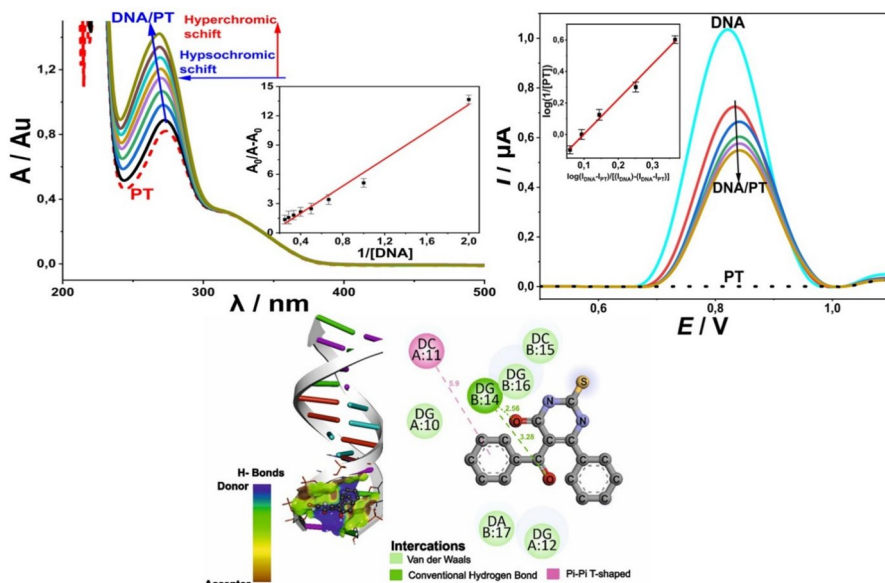 DNA/PT
Hyperchromic
schift
Hypsochromic
schift
PT
A / Au
1,2
0,8
0,4
0,0
200
300
400
500
λ / nm
A₀/A-A₀
15
12
9
6
3
0
0,4
0,8
1,2
1,6
2,0
1/[DNA]
DNA
DNA/PT
PT
I / µA
1,0
0,8
0,6
0,4
0,2
0,0
0,6
0,8
1,0
E / V
log(1/[PT])
0,6
0,4
0,2
0,0
0,1
0,2
0,3
log(I_DNA-I_PT)/[(I_DNA)-(I_DNA-I_PT)]
H- Bonds
Donor
DC
A:11
DG
A:10
DG
B:14
DG
B:16
DC
B:15
DA
B:17
DG
A:12
5.9
2.56
3.28
S
N
N
O
O
Intercations
Van der Waals
Conventional Hydrogen Bond
Pi-Pi T-shaped